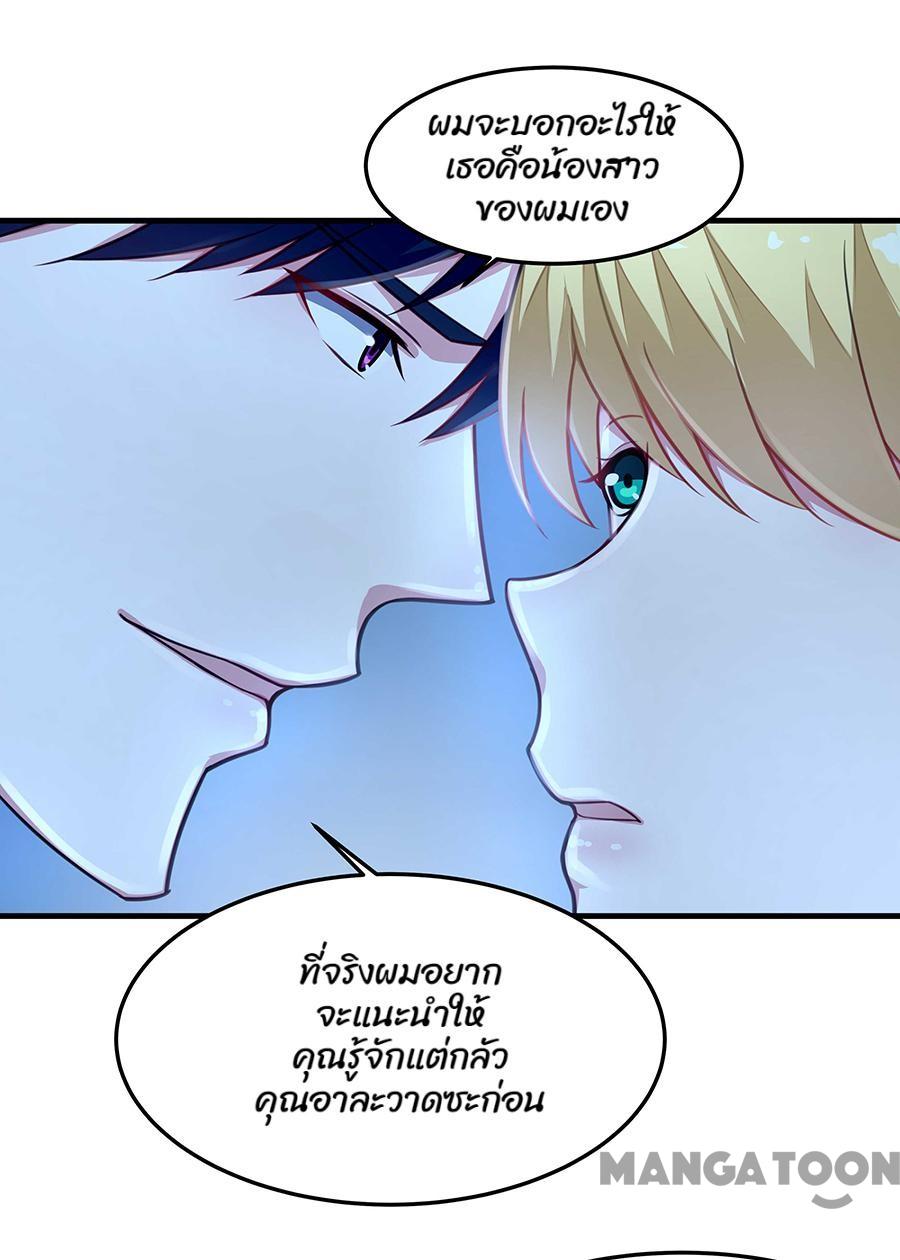 ผมจะบอกอะไรให้
เธอคือน้องสาว
ของผมเอง
ที่จริงผมอยาก
จะแนะนำให้
คุณรู้จักแต่กลัว
คุณอาละวาดซะก่อน
MANGATOON